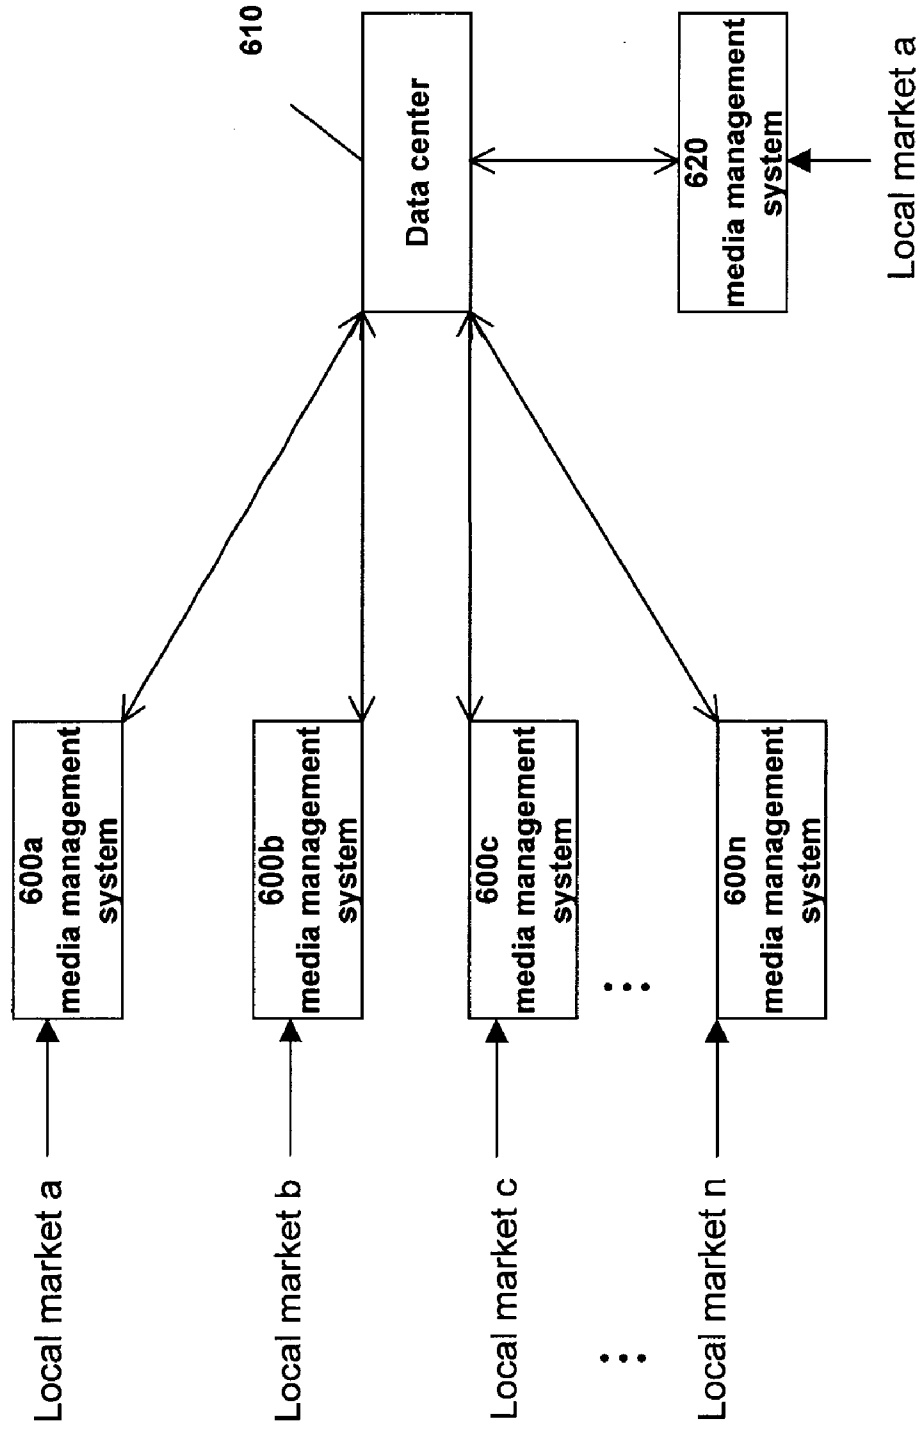 Local market a
Local market b
Local market c
...
Local market n
600a
media management
system
600b
media management
system
600c
media management
system
...
600n
media management
system
610
Data center
620
media management
system
Local market a